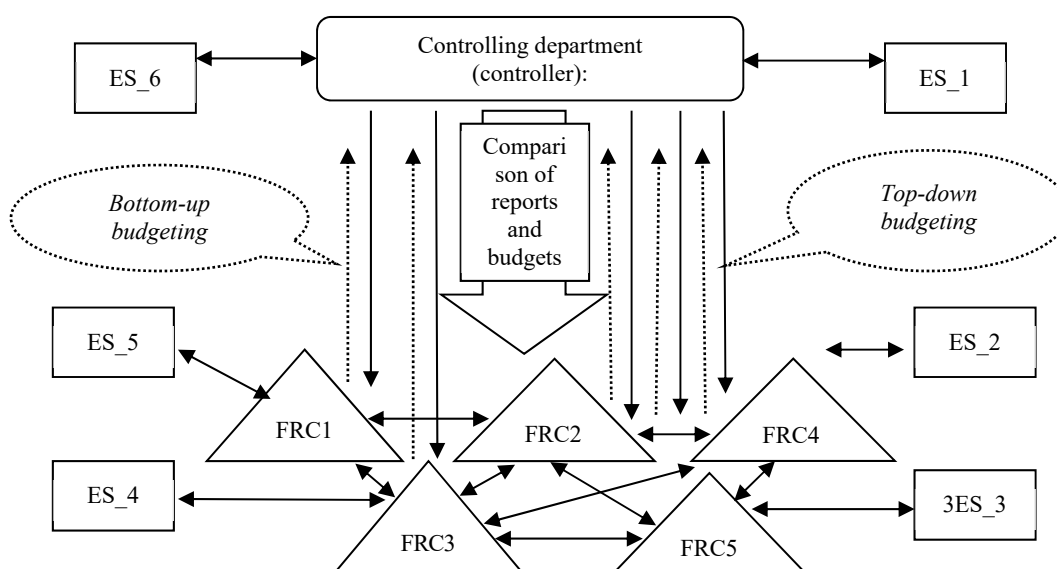 Controlling department
(controller):
ES_6
ES_1
Compari
son of
reports
and
budgets
Bottom-up
budgeting
Top-down
budgeting
ES_5
ES_2
FRC1
FRC2
FRC4
ES_4
3ES_3
FRC3
FRC5